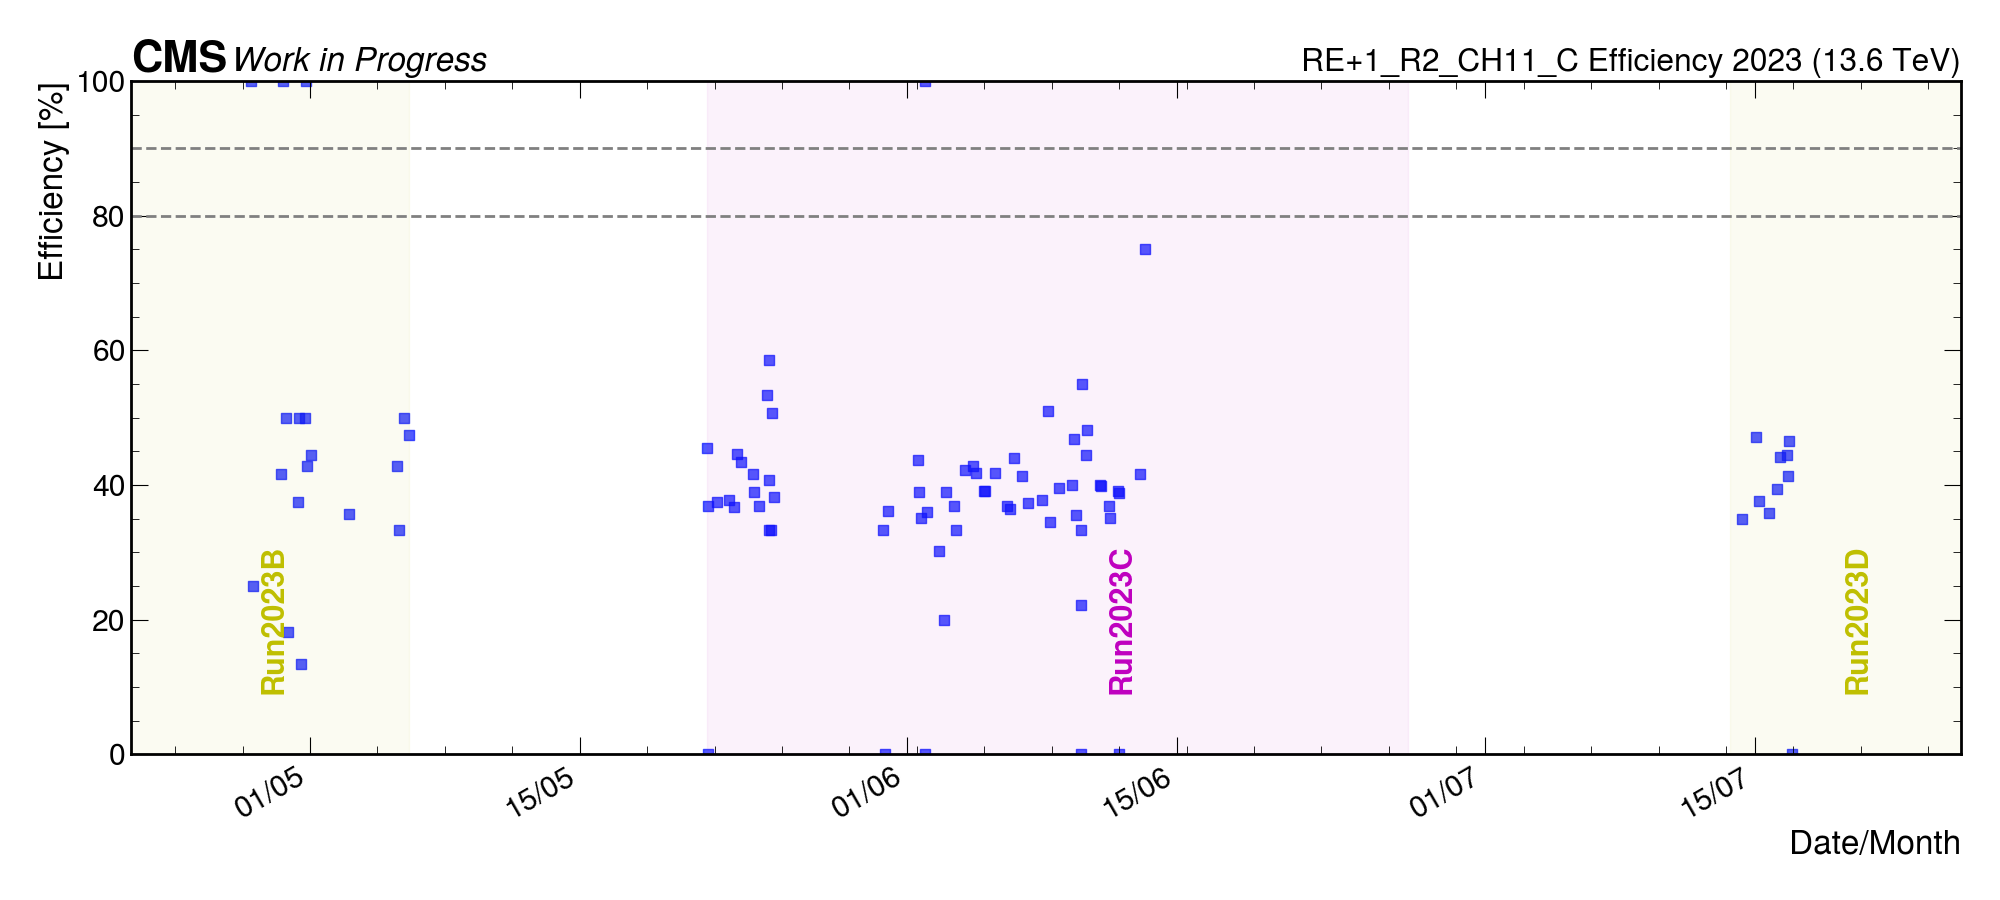 CMS Work in Progress
RE+1_R2_CH11_C Efficiency 2023 (13.6 TeV)
Efficiency [%]
100
80
60
40
20
0
Run2023B
Run2023C
Run2023D
01/05
15/05
01/06
15/06
01/07
15/07
Date/Month